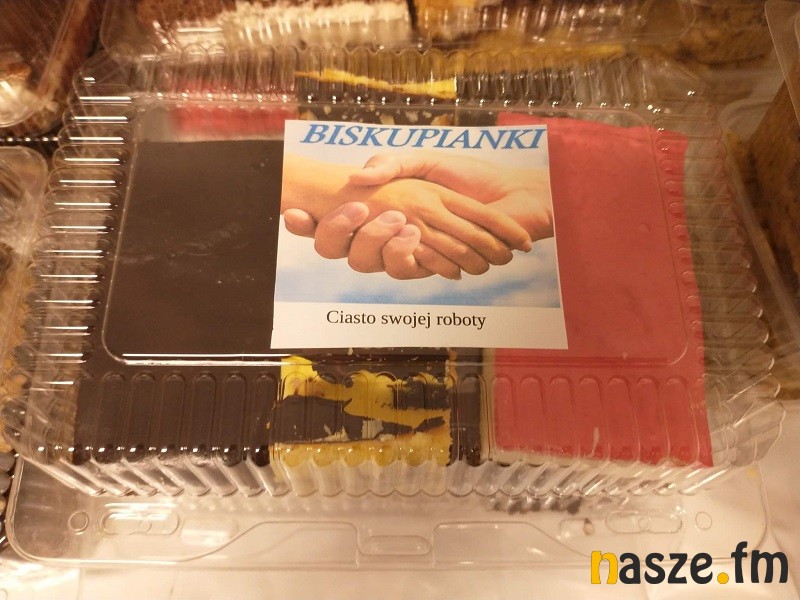 BISKUPIANKI
Ciasto swojej roboty
nasze.fm